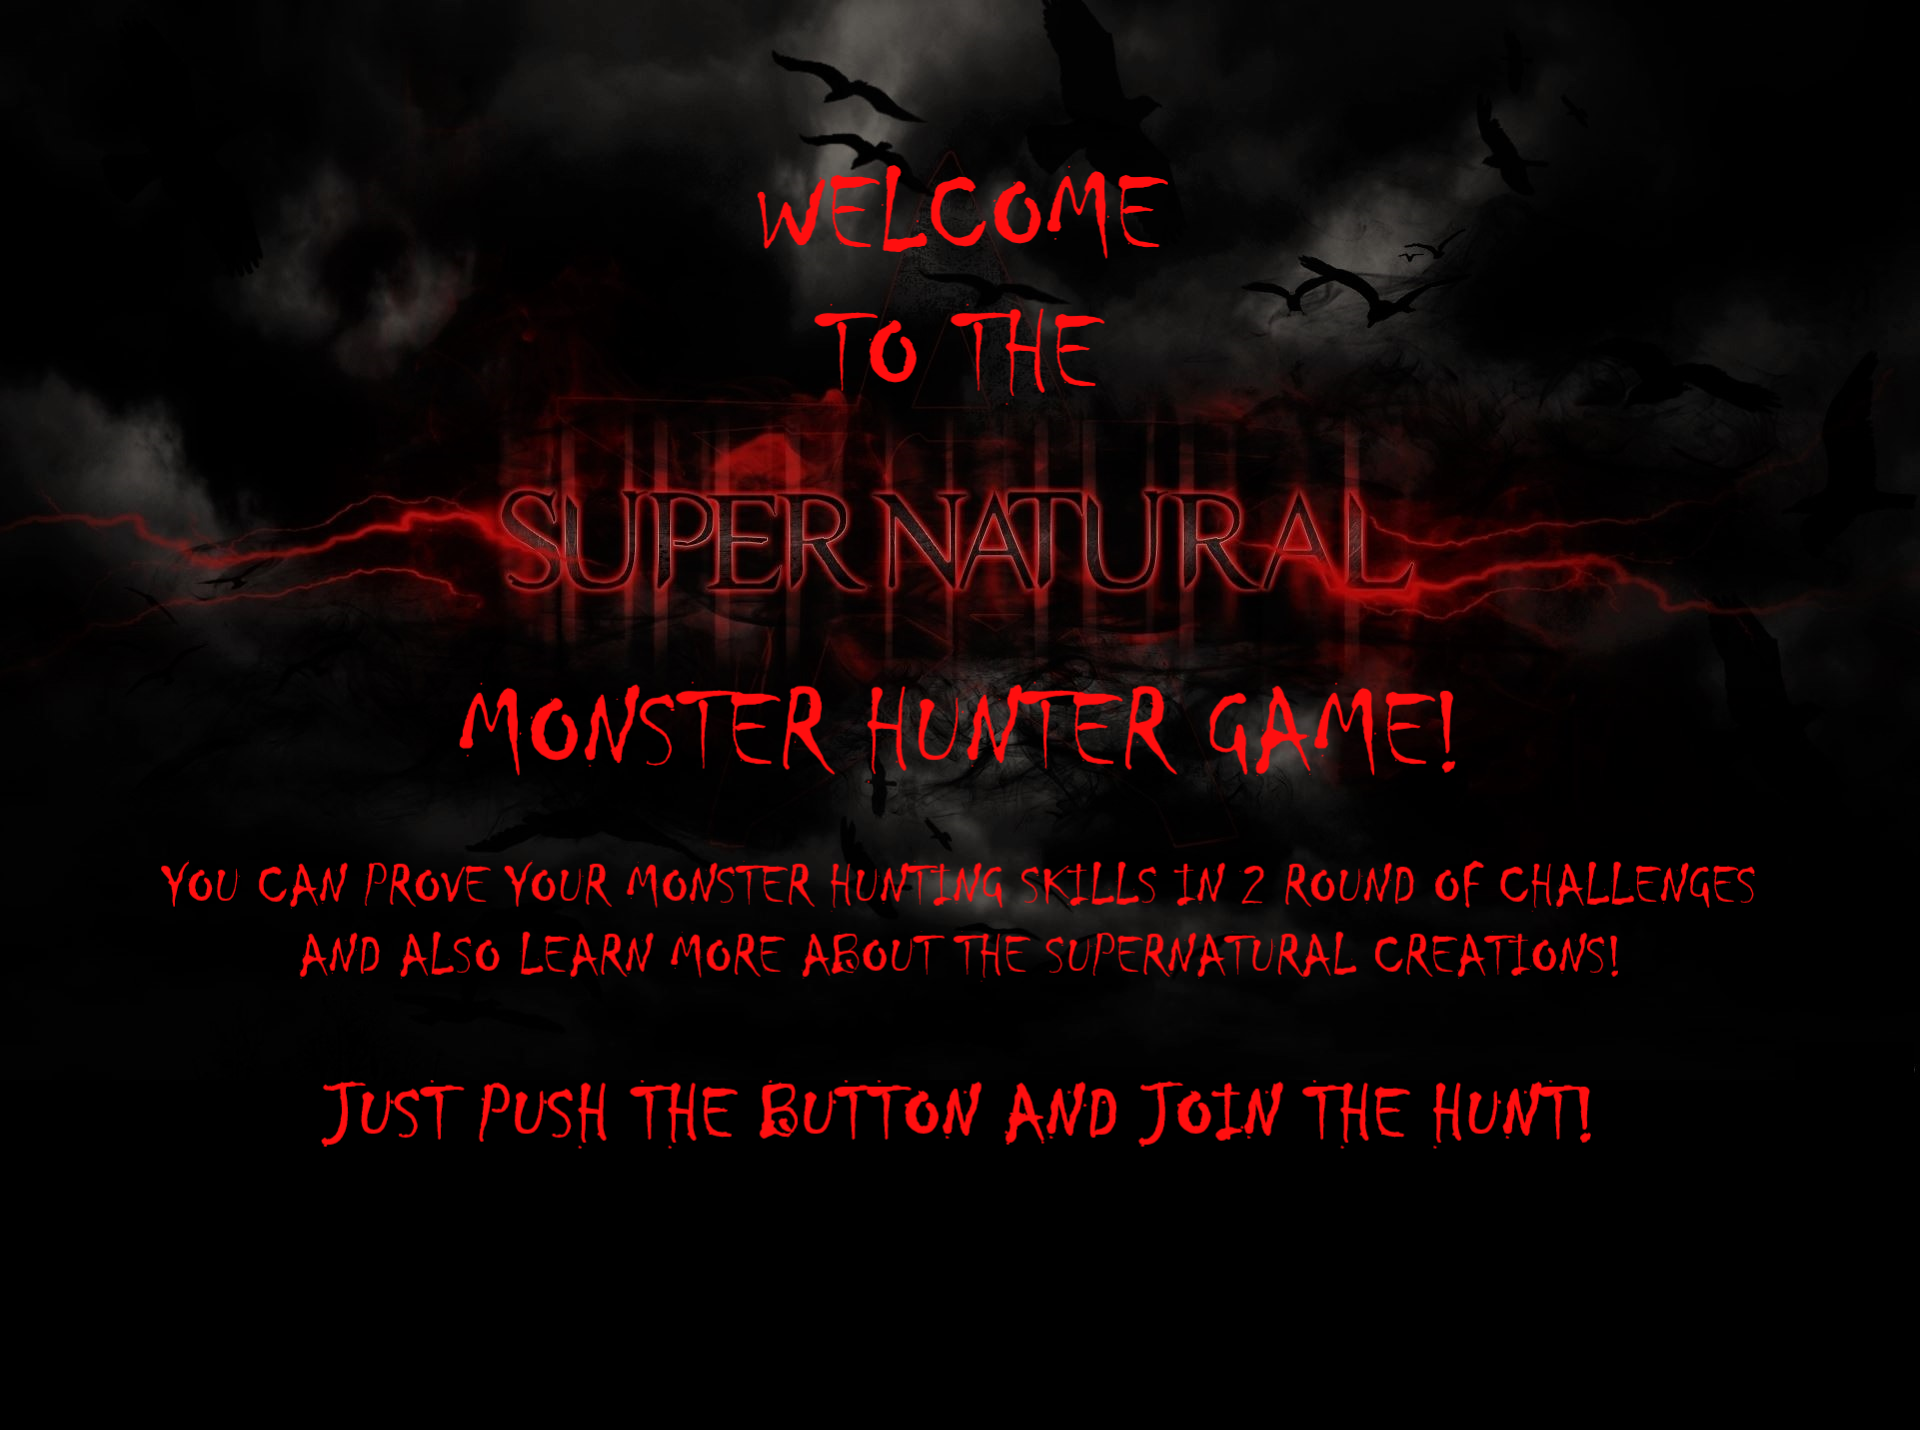 WELCOME
TO THE
SUPERNATURAL
MONSTER HUNTER GAME!
YOU CAN PROVE YOUR MONSTER HUNTING SKILLS IN 2 ROUND OF CHALLENGES
AND ALSO LEARN MORE ABOUT THE SUPERNATURAL CREATIONS!
JUST PUSH THE BUTTON AND JOIN THE HUNT!